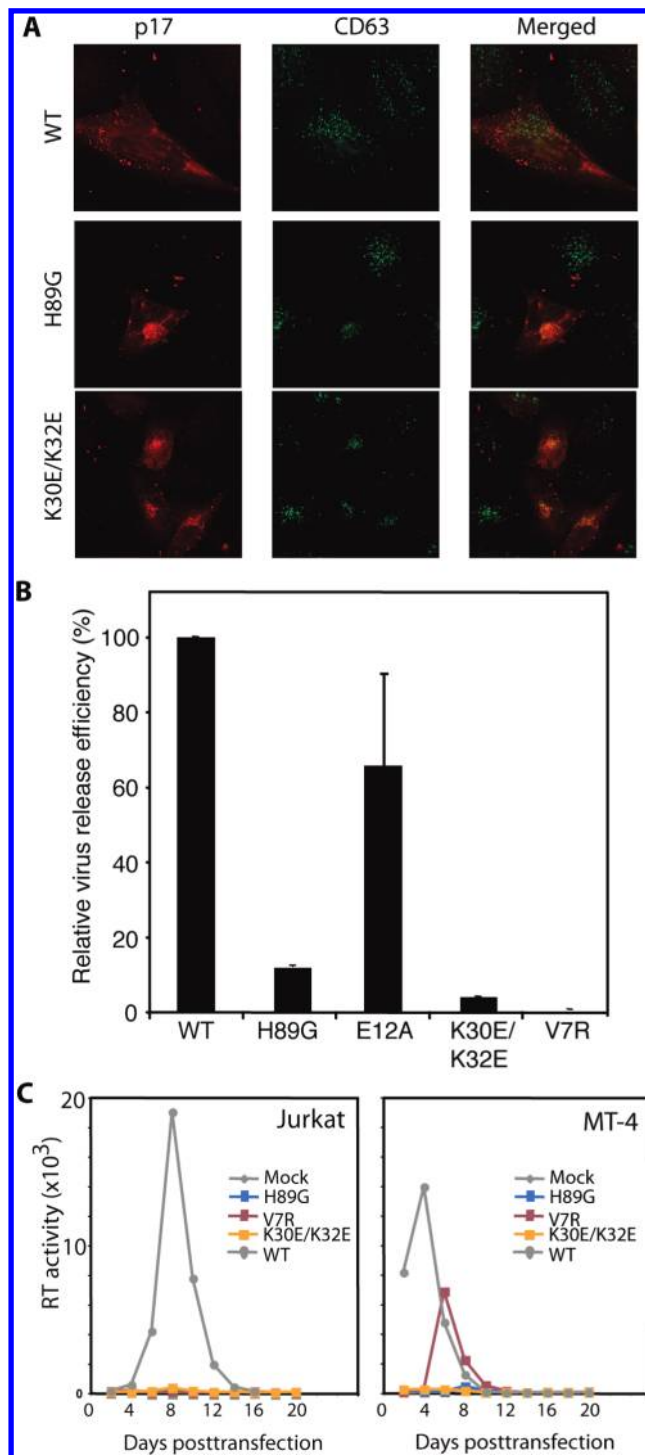 A
p17 CD63 Merged
WT
H89G
K30E/K32E
B
Relative virus release efficiency (%)
100
80
60
40
20
0
WT H89G E12A K30E/ V7R
K32E
C
RT activity (x10³)
20
10
0
Jurkat
Mock
H89G
V7R
K30E/K32E
WT
0 4 8 12 16 20
Days posttransfection
MT-4
Mock
H89G
V7R
K30E/K32E
WT
0 4 8 12 16 20
Days posttransfection